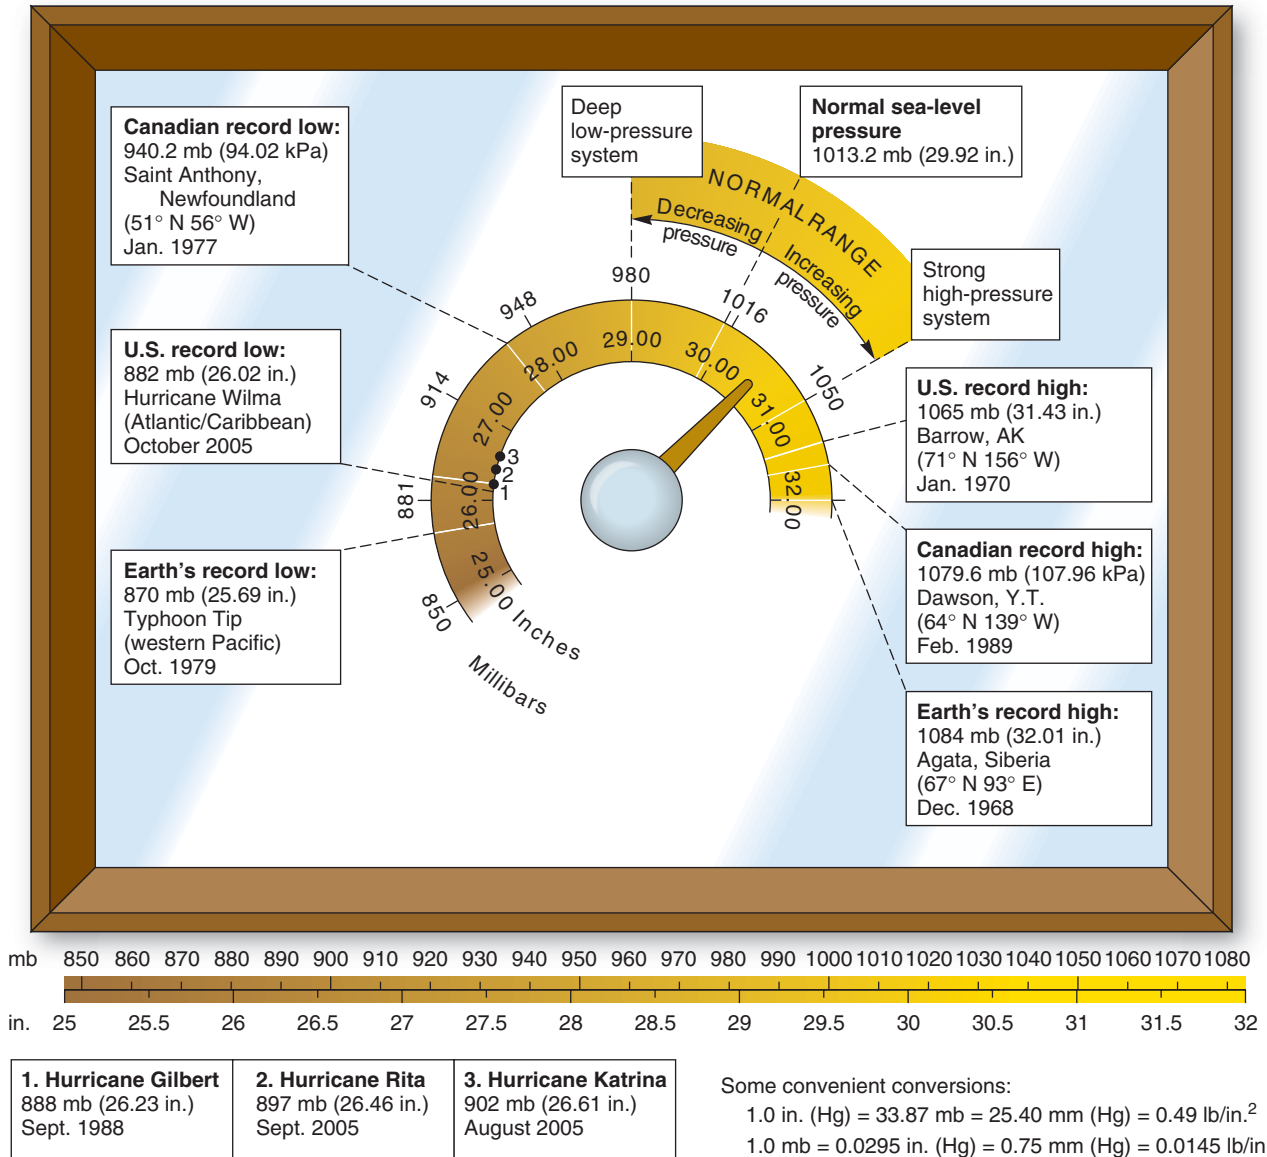 Canadian record low:
940.2 mb (94.02 kPa)
Saint Anthony,
Newfoundland
(51° N 56° W)
Jan. 1977
U.S. record low:
882 mb (26.02 in.)
Hurricane Wilma
(Atlantic/Caribbean)
October 2005
Earth's record low:
870 mb (25.69 in.)
Typhoon Tip
(western Pacific)
Oct. 1979
Deep
low-pressure
system
Normal sea-level
pressure
1013.2 mb (29.92 in.)
NORMAL RANGE
Decreasing
pressure
Increasing
pressure
Strong
high-pressure
system
850
881
914
948
980
1016
1050
25.00
26.00
27.00
28.00
29.00
30.00
31.00
32.00
3
2
1
Inches
Millibars
U.S. record high:
1065 mb (31.43 in.)
Barrow, AK
(71° N 156° W)
Jan. 1970
Canadian record high:
1079.6 mb (107.96 kPa)
Dawson, Y.T.
(64° N 139° W)
Feb. 1989
Earth's record high:
1084 mb (32.01 in.)
Agata, Siberia
(67° N 93° E)
Dec. 1968
mb 850 860 870 880 890 900 910 920 930 940 950 960 970 980 990 1000 1010 1020 1030 1040 1050 1060 1070 1080
in. 25 25.5 26 26.5 27 27.5 28 28.5 29 29.5 30 30.5 31 31.5 32
1. Hurricane Gilbert
888 mb (26.23 in.)
Sept. 1988
2. Hurricane Rita
897 mb (26.46 in.)
Sept. 2005
3. Hurricane Katrina
902 mb (26.61 in.)
August 2005
Some convenient conversions:
1.0 in. (Hg) = 33.87 mb = 25.40 mm (Hg) = 0.49 lb/in.²
1.0 mb = 0.0295 in. (Hg) = 0.75 mm (Hg) = 0.0145 lb/in